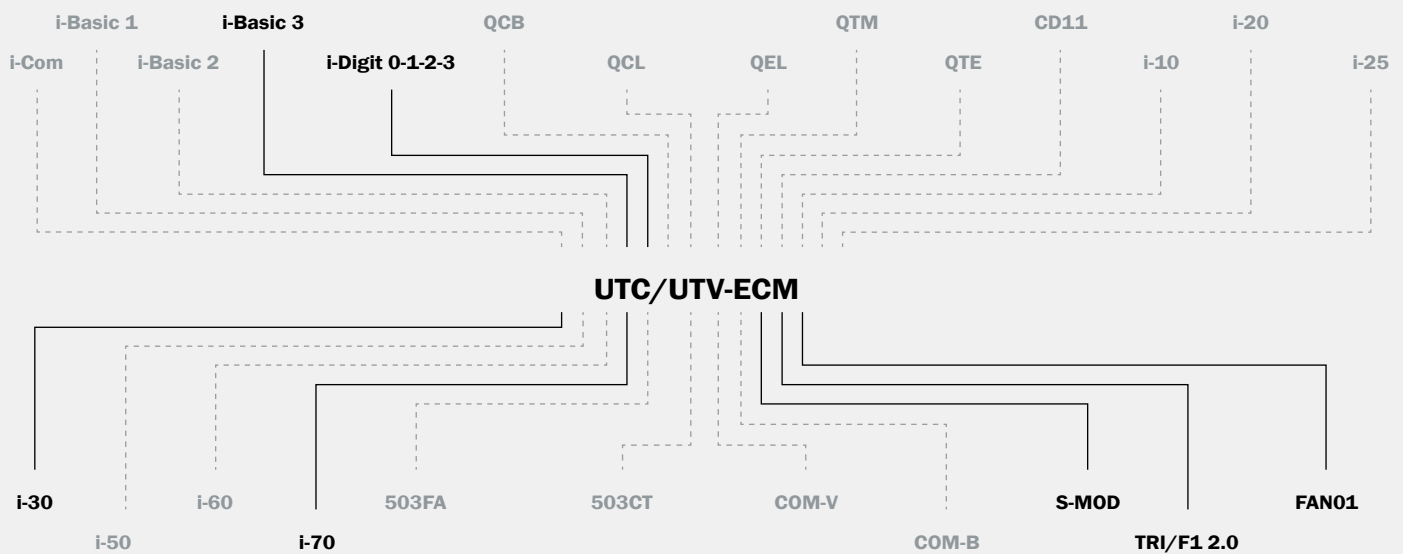 i-Basic 1 i-Basic 3 QCB QTM CD11 i-20
i-Com i-Basic 2 i-Digit 0-1-2-3 QCL QEL QTE i-10 i-25
UTC/UTV-ECM
i-30 i-60 503FA 503CT COM-V S-MOD FAN01
i-50 i-70 COM-B TRI/F1 2.0